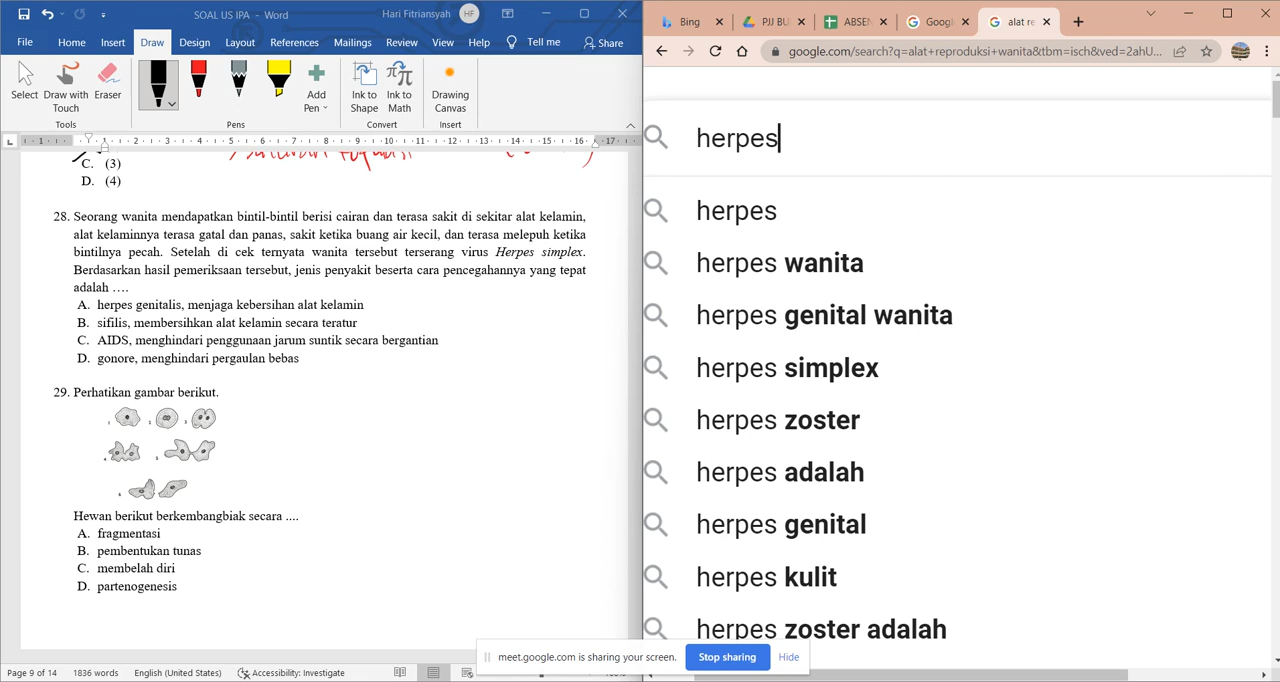 SOAL US IPA - Word
Hari Fitriansyah
HF
File Home Insert Draw Design Layout References Mailings Review View Help Tell me Share
Select
Draw with Touch
Eraser
Add Pen
Ink to Shape
Ink to Math
Drawing Canvas
Tools
Pens
Convert
Insert
C. (3)
D. (4)
28. Seorang wanita mendapatkan bintil-bintil berisi cairan dan terasa sakit di sekitar alat kelamin,
alat kelaminnya terasa gatal dan panas, sakit ketika buang air kecil, dan terasa melepuh ketika
bintilnya pecah. Setelah di cek ternyata wanita tersebut terserang virus Herpes simplex.
Berdasarkan hasil pemeriksaan tersebut, jenis penyakit beserta cara pencegahannya yang tepat
adalah ….
A. herpes genitalis, menjaga kebersihan alat kelamin
B. sifilis, membersihkan alat kelamin secara teratur
C. AIDS, menghindari penggunaan jarum suntik secara bergantian
D. gonore, menghindari pergaulan bebas
29. Perhatikan gambar berikut.
Hewan berikut berkembangbiak secara ....
A. fragmentasi
B. pembentukan tunas
C. membelah diri
D. partenogenesis
Page 9 of 14 1836 words English (United States) Accessibility: Investigate
Bing
PJJ BU
ABSEN
Googl
alat re
google.com/search?q=alat+reproduksi+wanita&tbm=isch&ved=2ahU...
herpes
herpes
herpes wanita
herpes genital wanita
herpes simplex
herpes zoster
herpes adalah
herpes genital
herpes kulit
herpes zoster adalah
meet.google.com is sharing your screen. Stop sharing Hide